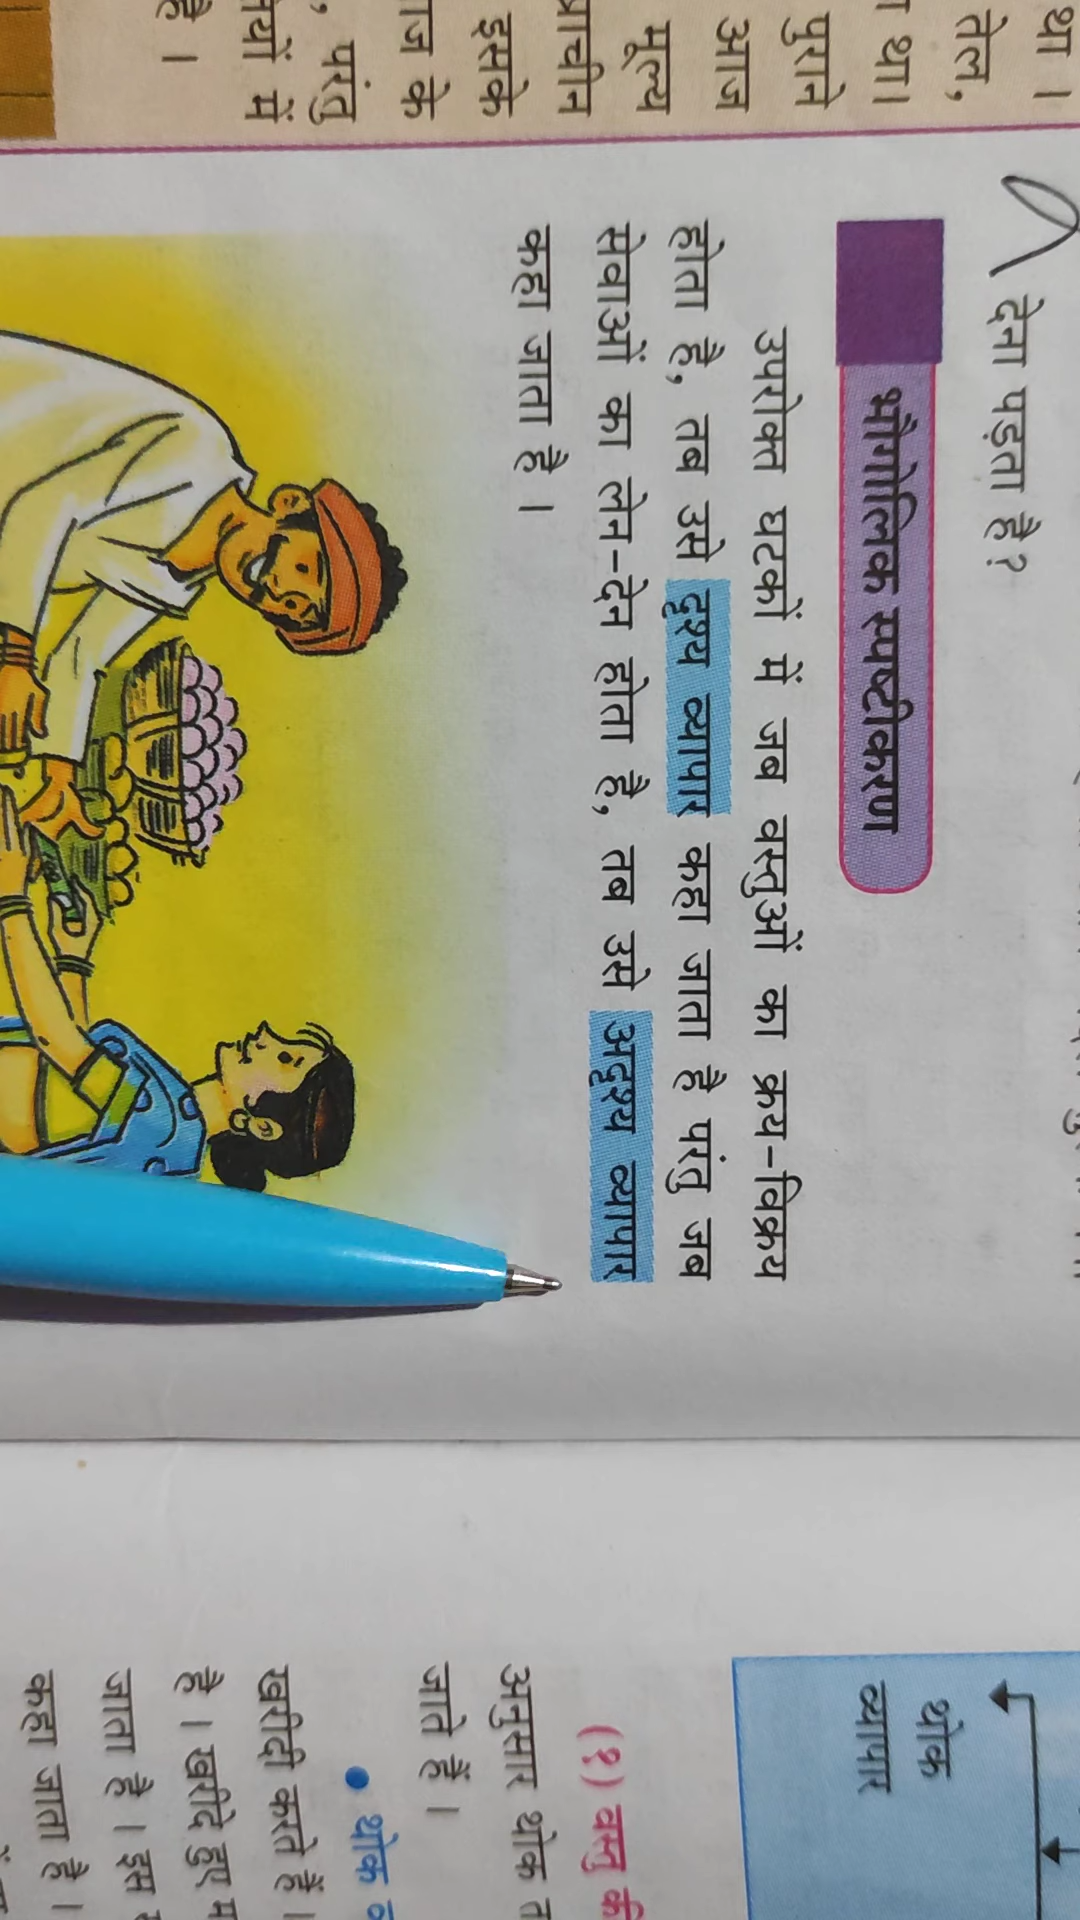 था ।
तेल,
था।
पुराने
आज
मूल्य
प्राचीन
इसके
के
, परंतु
में
है ।
देना पड़ता है?
भौगोलिक स्पष्टीकरण
उपरोक्त घटकों में जब वस्तुओं का क्रय-विक्रय
होता है, तब उसे दृश्य व्यापार कहा जाता है परंतु जब
सेवाओं का लेन-देन होता है, तब उसे अदृश्य व्यापार
कहा जाता है ।
थोक
व्यापार
(१) वस्तु की
अनुसार थोक
जाते हैं ।
• थोक
खरीदी करते हैं।
है । खरीदे हुए
जाता है । इस
कहा जाता है ।